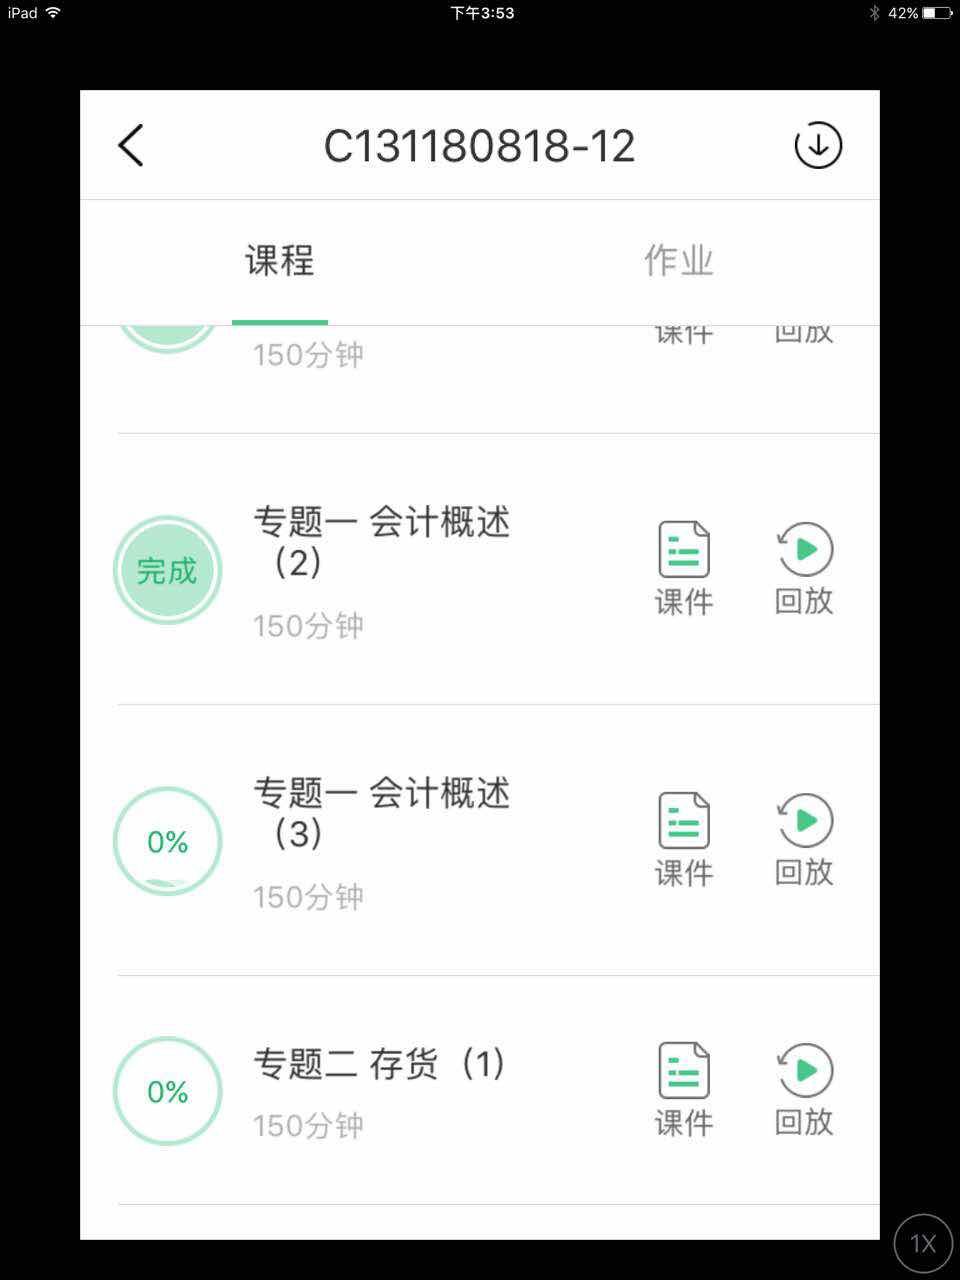 iPad 下午3:53 42%
C131180818-12
课程 作业
课件 回放
150分钟
专题一 会计概述
（2）
完成
课件 回放
150分钟
专题一 会计概述
（3）
0%
课件 回放
150分钟
专题二 存货（1）
0%
课件 回放
150分钟
1X